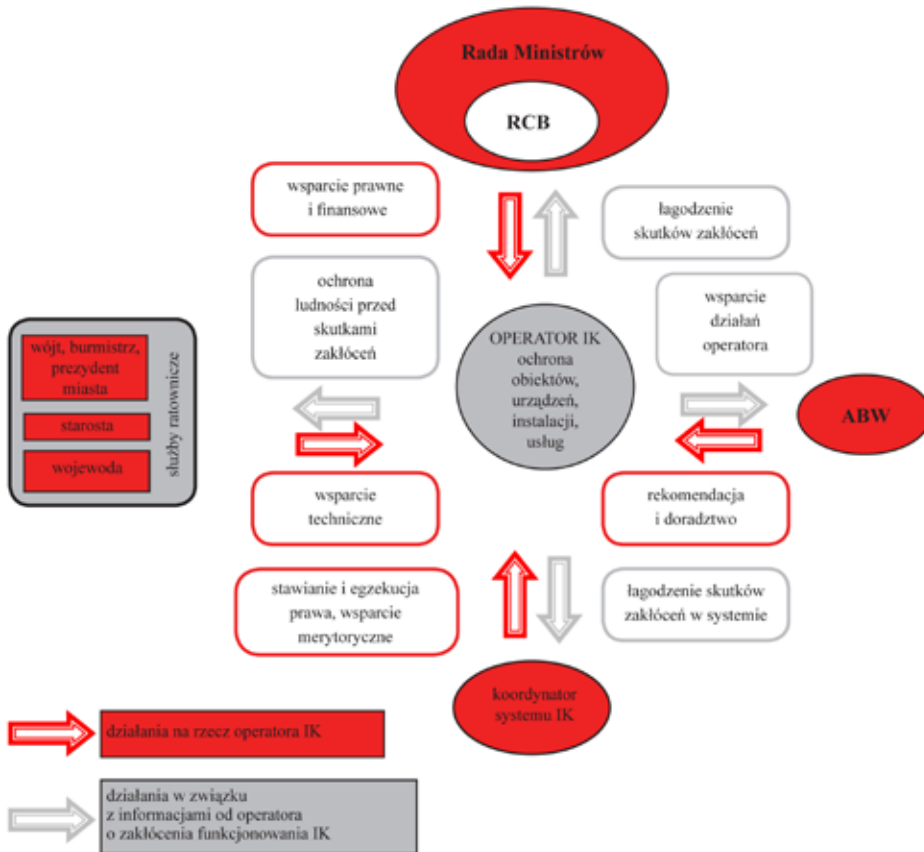 Rada Ministrów
RCB
wsparcie prawne
i finansowe
łagodzenie
skutków zakłóceń
ochrona
ludności przed
skutkami
zakłóceń
wsparcie
działań
operatora
OPERATOR IK
ochrona
obiektów,
urządzeń,
instalacji,
usług
wójt, burmistrz,
prezydent
miasta
starosta
wojewoda
służby ratownicze
ABW
wsparcie
techniczne
rekomendacja
i doradztwo
stawianie i egzekucja
prawa, wsparcie
merytoryczne
łagodzenie skutków
zakłóceń w systemie
koordynator
systemu IK
działania na rzecz operatora IK
działania w związku
z informacjami od operatora
o zakłócenia funkcjonowania IK